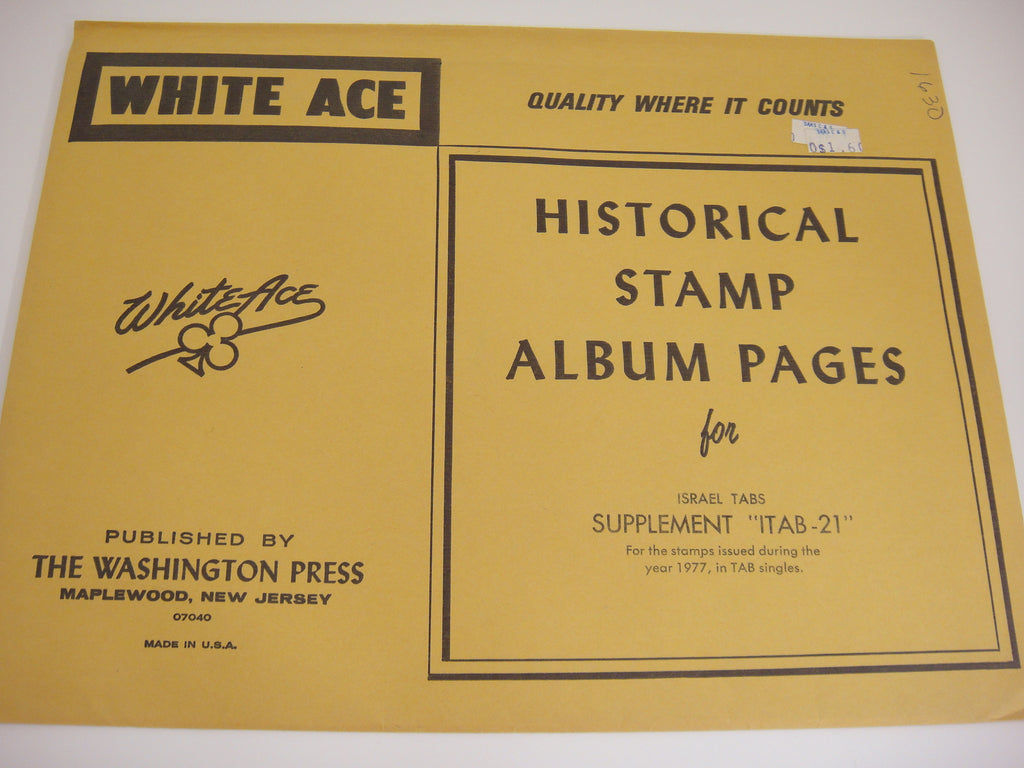 WHITE ACE
QUALITY WHERE IT COUNTS
1630
HISTORICAL
STAMP
ALBUM PAGES
for
ISRAEL TABS
SUPPLEMENT "ITAB-21"
For the stamps issued during the
year 1977, in TAB singles.
White Ace
PUBLISHED BY
THE WASHINGTON PRESS
MAPLEWOOD, NEW JERSEY
07040
MADE IN U.S.A.